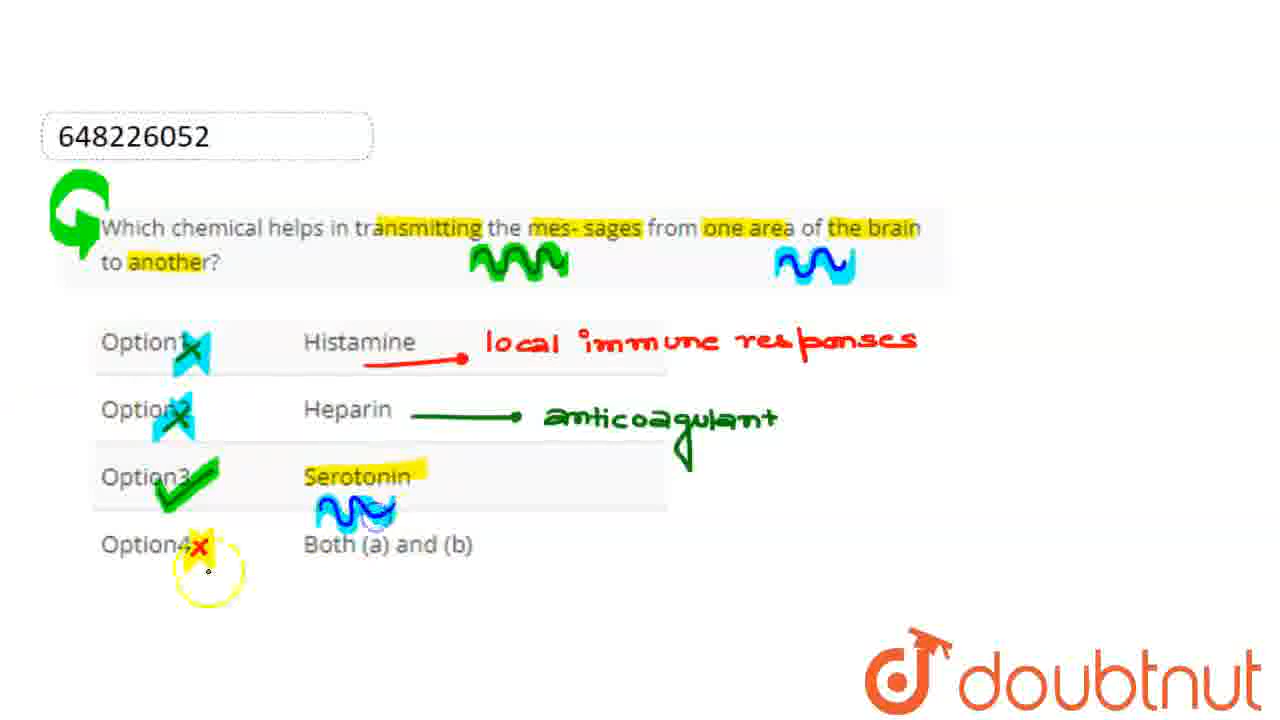 648226052
Which chemical helps in transmitting the mes- sages from one area of the brain
to another?
Option1 Histamine local immune responses
Option2 Heparin anticoagulant
Option3 Serotonin
Option4 Both (a) and (b)
doubtnut